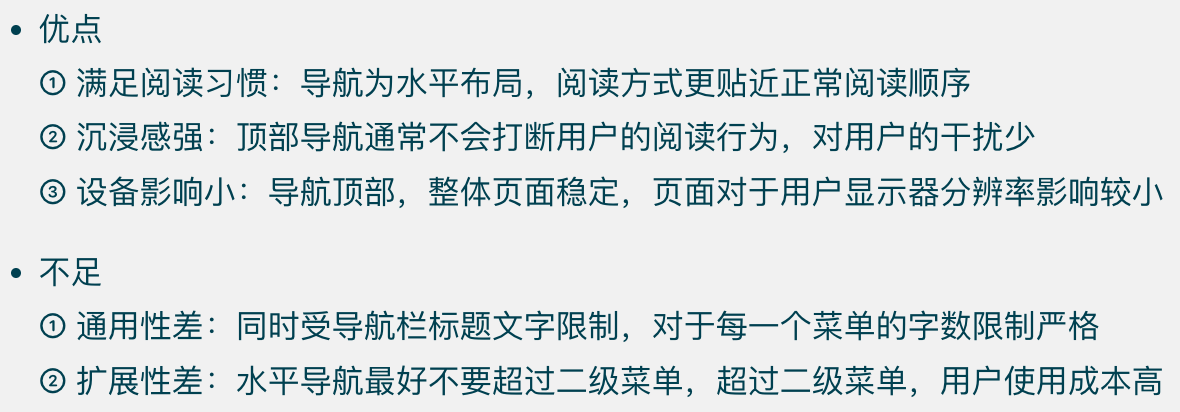 • 优点
① 满足阅读习惯：导航为水平布局，阅读方式更贴近正常阅读顺序
② 沉浸感强：顶部导航通常不会打断用户的阅读行为，对用户的干扰少
③ 设备影响小：导航顶部，整体页面稳定，页面对于用户显示器分辨率影响较小
• 不足
① 通用性差：同时受导航栏标题文字限制，对于每一个菜单的字数限制严格
② 扩展性差：水平导航最好不要超过二级菜单，超过二级菜单，用户使用成本高